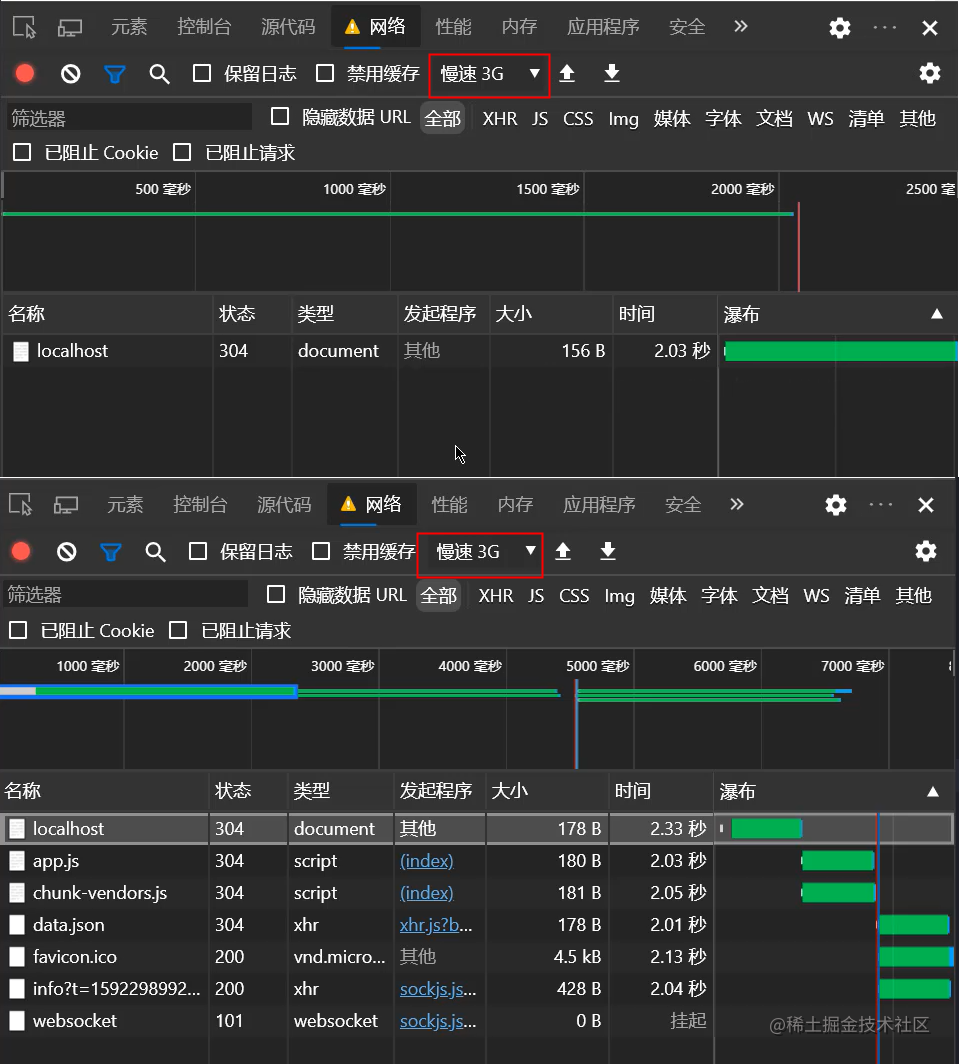 元素 控制台 源代码 网络 性能 内存 应用程序 安全
保留日志 禁用缓存 慢速 3G
筛选器 隐藏数据 URL 全部 XHR JS CSS Img 媒体 字体 文档 WS 清单 其他
已阻止 Cookie 已阻止请求
500 毫秒 1000 毫秒 1500 毫秒 2000 毫秒 2500 毫
名称 状态 类型 发起程序 大小 时间 瀑布
localhost 304 document 其他 156 B 2.03 秒
元素 控制台 源代码 网络 性能 内存 应用程序 安全
保留日志 禁用缓存 慢速 3G
筛选器 隐藏数据 URL 全部 XHR JS CSS Img 媒体 字体 文档 WS 清单 其他
已阻止 Cookie 已阻止请求
1000 毫秒 2000 毫秒 3000 毫秒 4000 毫秒 5000 毫秒 6000 毫秒 7000 毫秒
名称 状态 类型 发起程序 大小 时间 瀑布
localhost 304 document 其他 178 B 2.33 秒
app.js 304 script (index) 180 B 2.03 秒
chunk-vendors.js 304 script (index) 181 B 2.05 秒
data.json 304 xhr xhr.js?b... 178 B 2.01 秒
favicon.ico 200 vnd.micro... 其他 4.5 kB 2.13 秒
info?t=1592298992... 200 xhr sockjs.js... 428 B 2.04 秒
websocket 101 websocket sockjs.js... 0 B 挂起
@稀土掘金技术社区